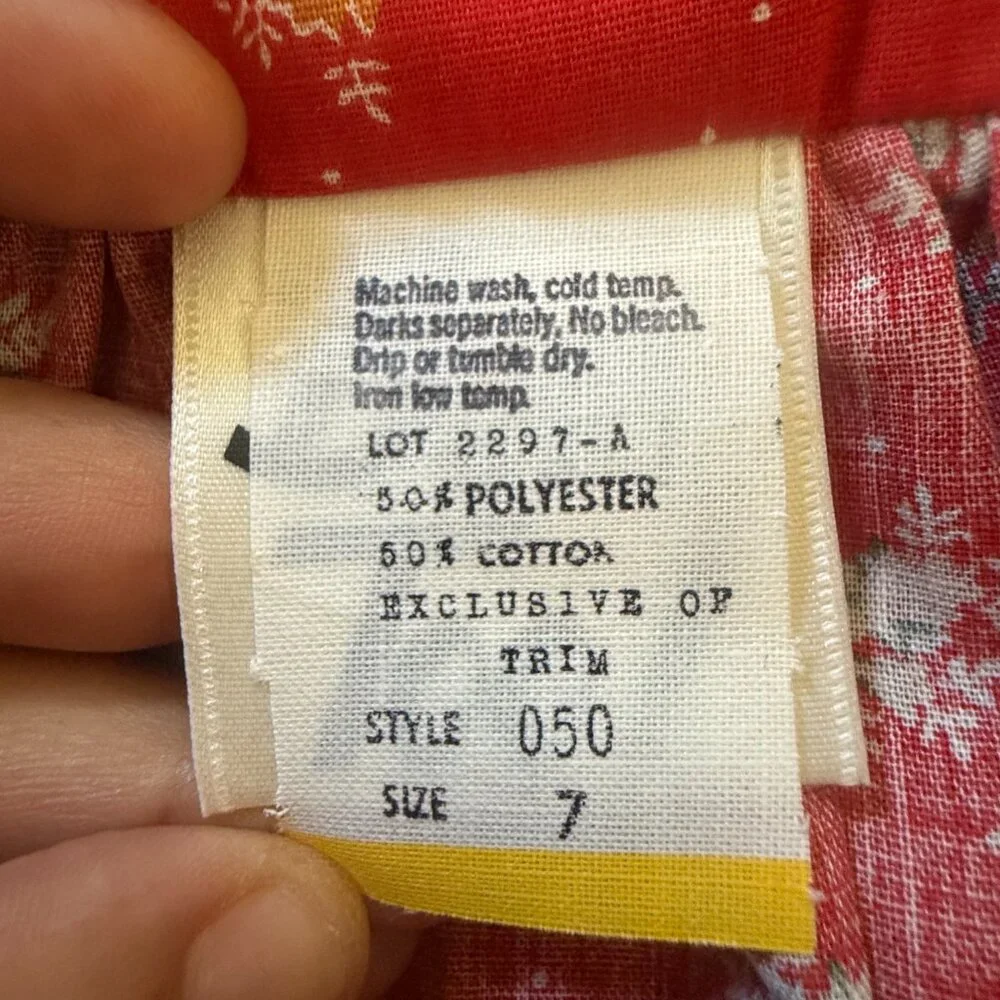 Machine wash, cold temp.
Darks separately, No bleach.
Drip or tumble dry.
Iron low temp.
LOT 2297-A
50% POLYESTER
50% COTTON
EXCLUSIVE OF
TRIM
STYLE 050
SIZE 7